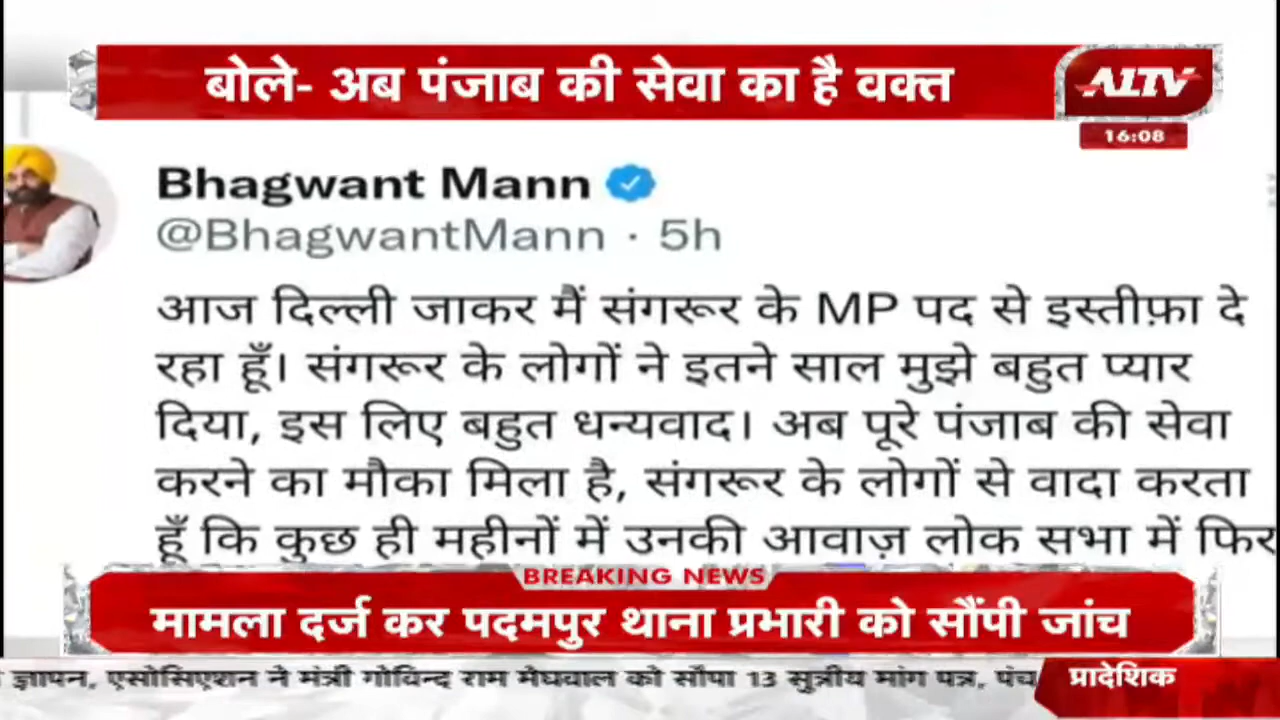 बोले- अब पंजाब की सेवा का है वक्त
A1TV
16:08
Bhagwant Mann
@BhagwantMann · 5h
आज दिल्ली जाकर मैं संगरूर के MP पद से इस्तीफ़ा दे
रहा हूँ। संगरूर के लोगों ने इतने साल मुझे बहुत प्यार
दिया, इस लिए बहुत धन्यवाद। अब पूरे पंजाब की सेवा
करने का मौका मिला है, संगरूर के लोगों से वादा करता
हूँ कि कुछ ही महीनों में उनकी आवाज़ लोक सभा में फिर
BREAKING NEWS
मामला दर्ज कर पदमपुर थाना प्रभारी को सौंपी जांच
ज्ञापन, एसोसिएशन ने मंत्री गोविन्द राम मेघवाल को सौपा 13 सुत्रीय मांग पत्र, पंच
प्रादेशिक